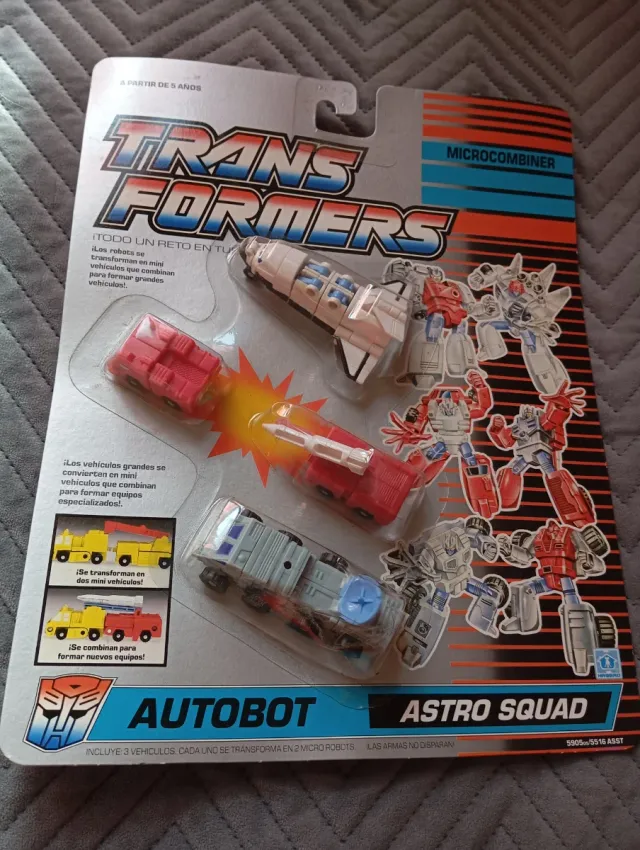 A PARTIR DE 5 AÑOS
TRANS
FORMERS
MICROCOMBINER
¡TODO UN RETO EN TU
¡Los robots se
transforman en mini
vehículos que combinan
para formar grandes
vehículos!
¡Los vehículos grandes se
convierten en mini
vehículos que combinan
para formar equipos
especializados!
¡Se transforman en
dos mini vehículos!
¡Se combinan para
formar nuevos equipos!
AUTOBOT
ASTRO SQUAD
INCLUYE: 3 VEHICULOS, CADA UNO SE TRANSFORMA EN 2 MICRO ROBOTS. ¡LAS ARMAS NO DISPARAN!
5905/5516 ASST